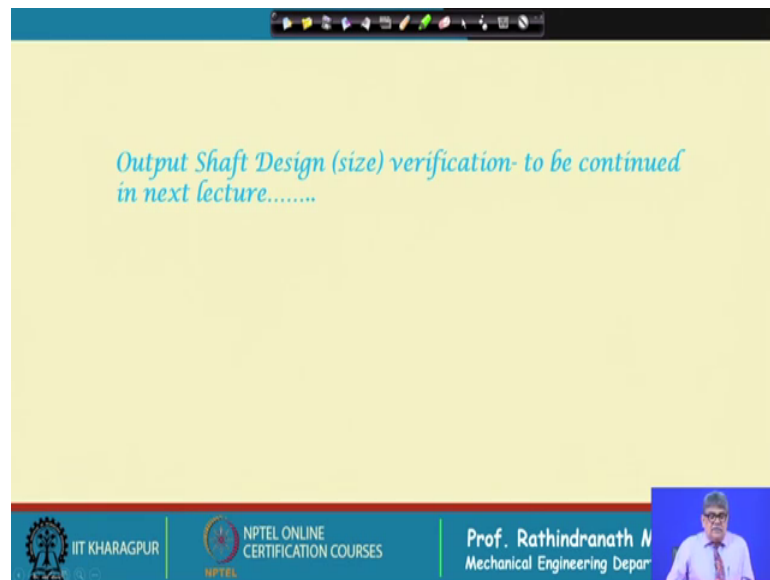 Output Shaft Design (size) verification- to be continued
in next lecture........
IIT KHARAGPUR
NPTEL
NPTEL ONLINE
CERTIFICATION COURSES
Prof. Rathindranath M
Mechanical Engineering Depar